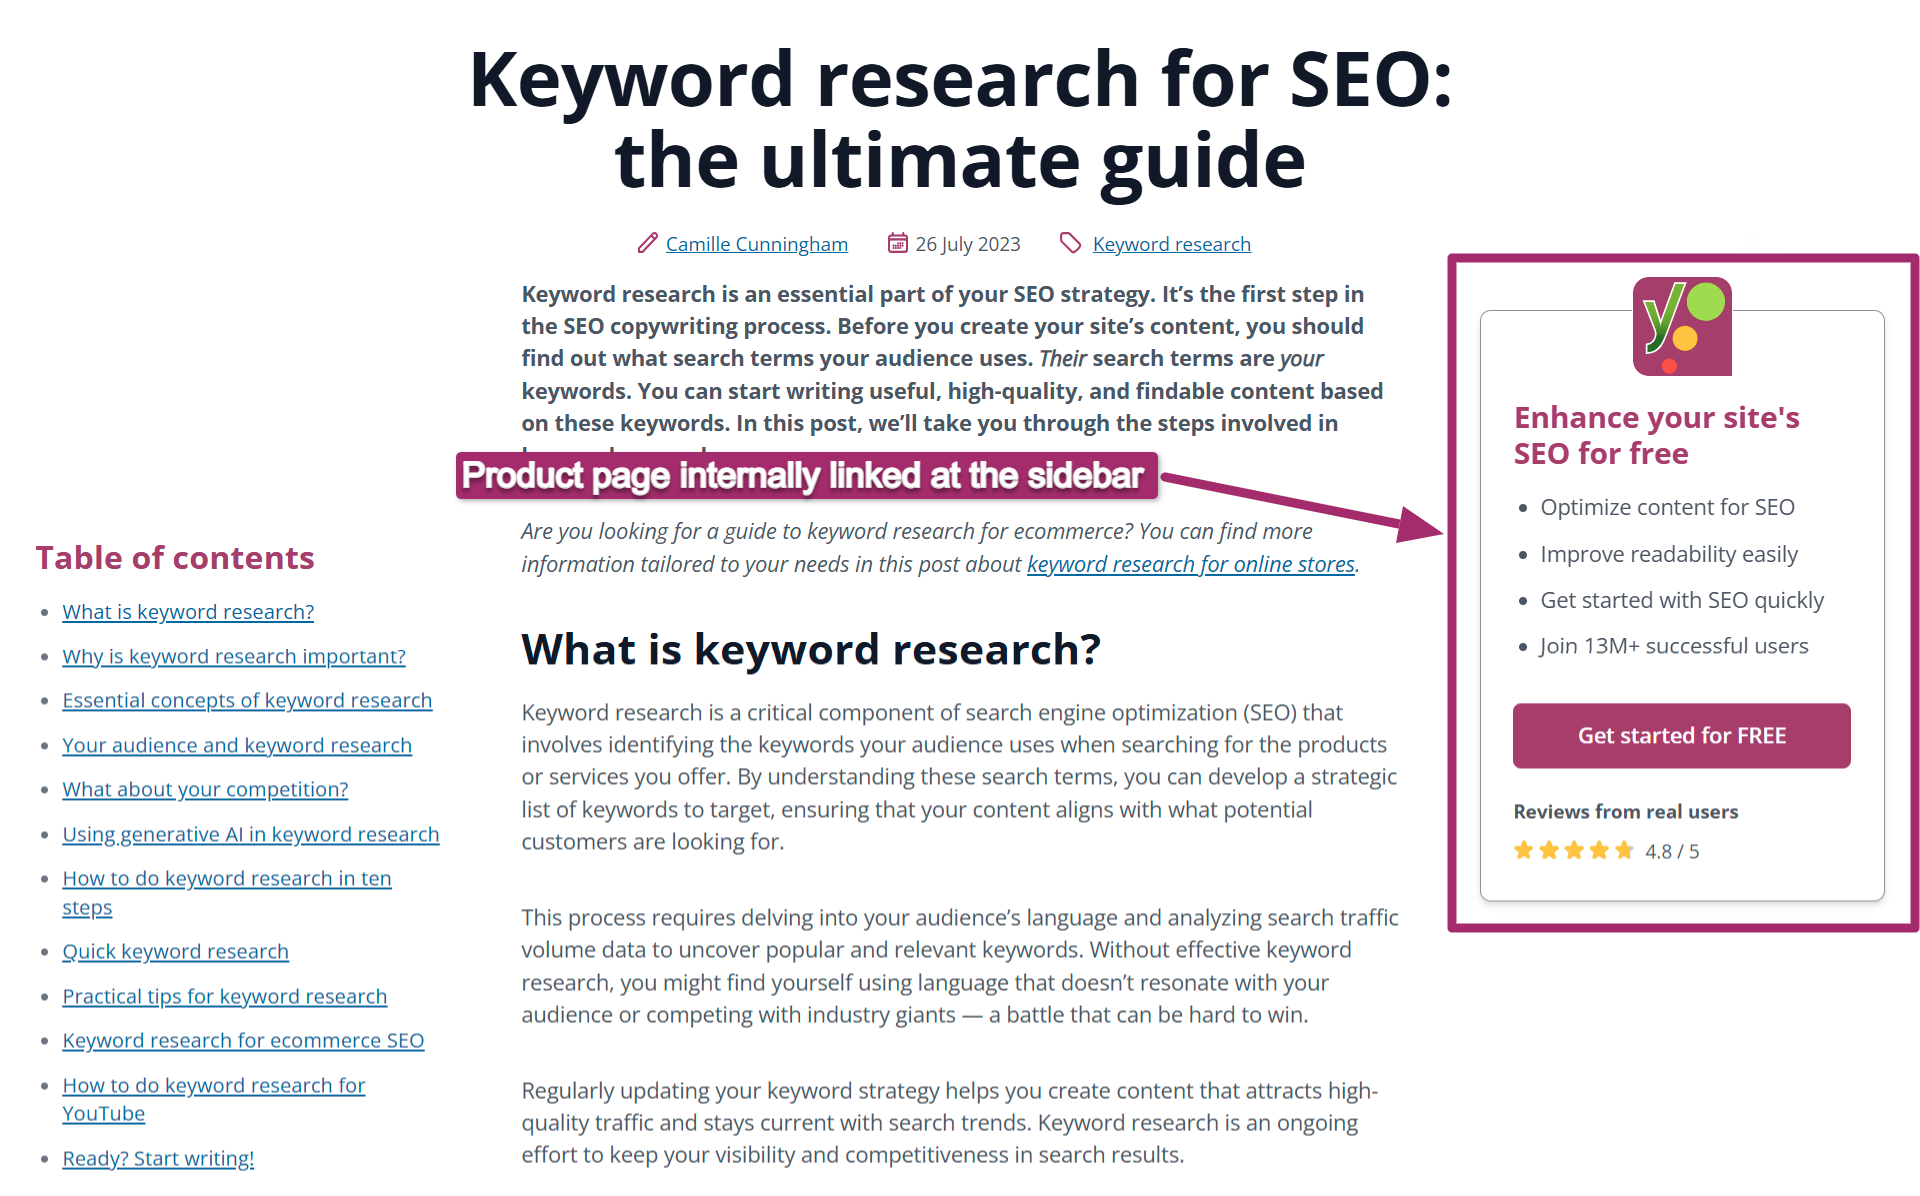 Keyword research for SEO:
the ultimate guide
Camille Cunningham 26 July 2023 Keyword research
Keyword research is an essential part of your SEO strategy. It’s the first step in
the SEO copywriting process. Before you create your site’s content, you should
find out what search terms your audience uses. Their search terms are your
keywords. You can start writing useful, high-quality, and findable content based
on these keywords. In this post, we’ll take you through the steps involved in
Product page internally linked at the sidebar
Are you looking for a guide to keyword research for ecommerce? You can find more
information tailored to your needs in this post about keyword research for online stores.
Table of contents
What is keyword research?
Why is keyword research important?
Essential concepts of keyword research
Your audience and keyword research
What about your competition?
Using generative AI in keyword research
How to do keyword research in ten
steps
Quick keyword research
Practical tips for keyword research
Keyword research for ecommerce SEO
How to do keyword research for
YouTube
Ready? Start writing!
What is keyword research?
Keyword research is a critical component of search engine optimization (SEO) that
involves identifying the keywords your audience uses when searching for the products
or services you offer. By understanding these search terms, you can develop a strategic
list of keywords to target, ensuring that your content aligns with what potential
customers are looking for.
This process requires delving into your audience’s language and analyzing search traffic
volume data to uncover popular and relevant keywords. Without effective keyword
research, you might find yourself using language that doesn’t resonate with your
audience or competing with industry giants — a battle that can be hard to win.
Regularly updating your keyword strategy helps you create content that attracts high-
quality traffic and stays current with search trends. Keyword research is an ongoing
effort to keep your visibility and competitiveness in search results.
y
Enhance your site's
SEO for free
Optimize content for SEO
Improve readability easily
Get started with SEO quickly
Join 13M+ successful users
Get started for FREE
Reviews from real users
4.8 / 5